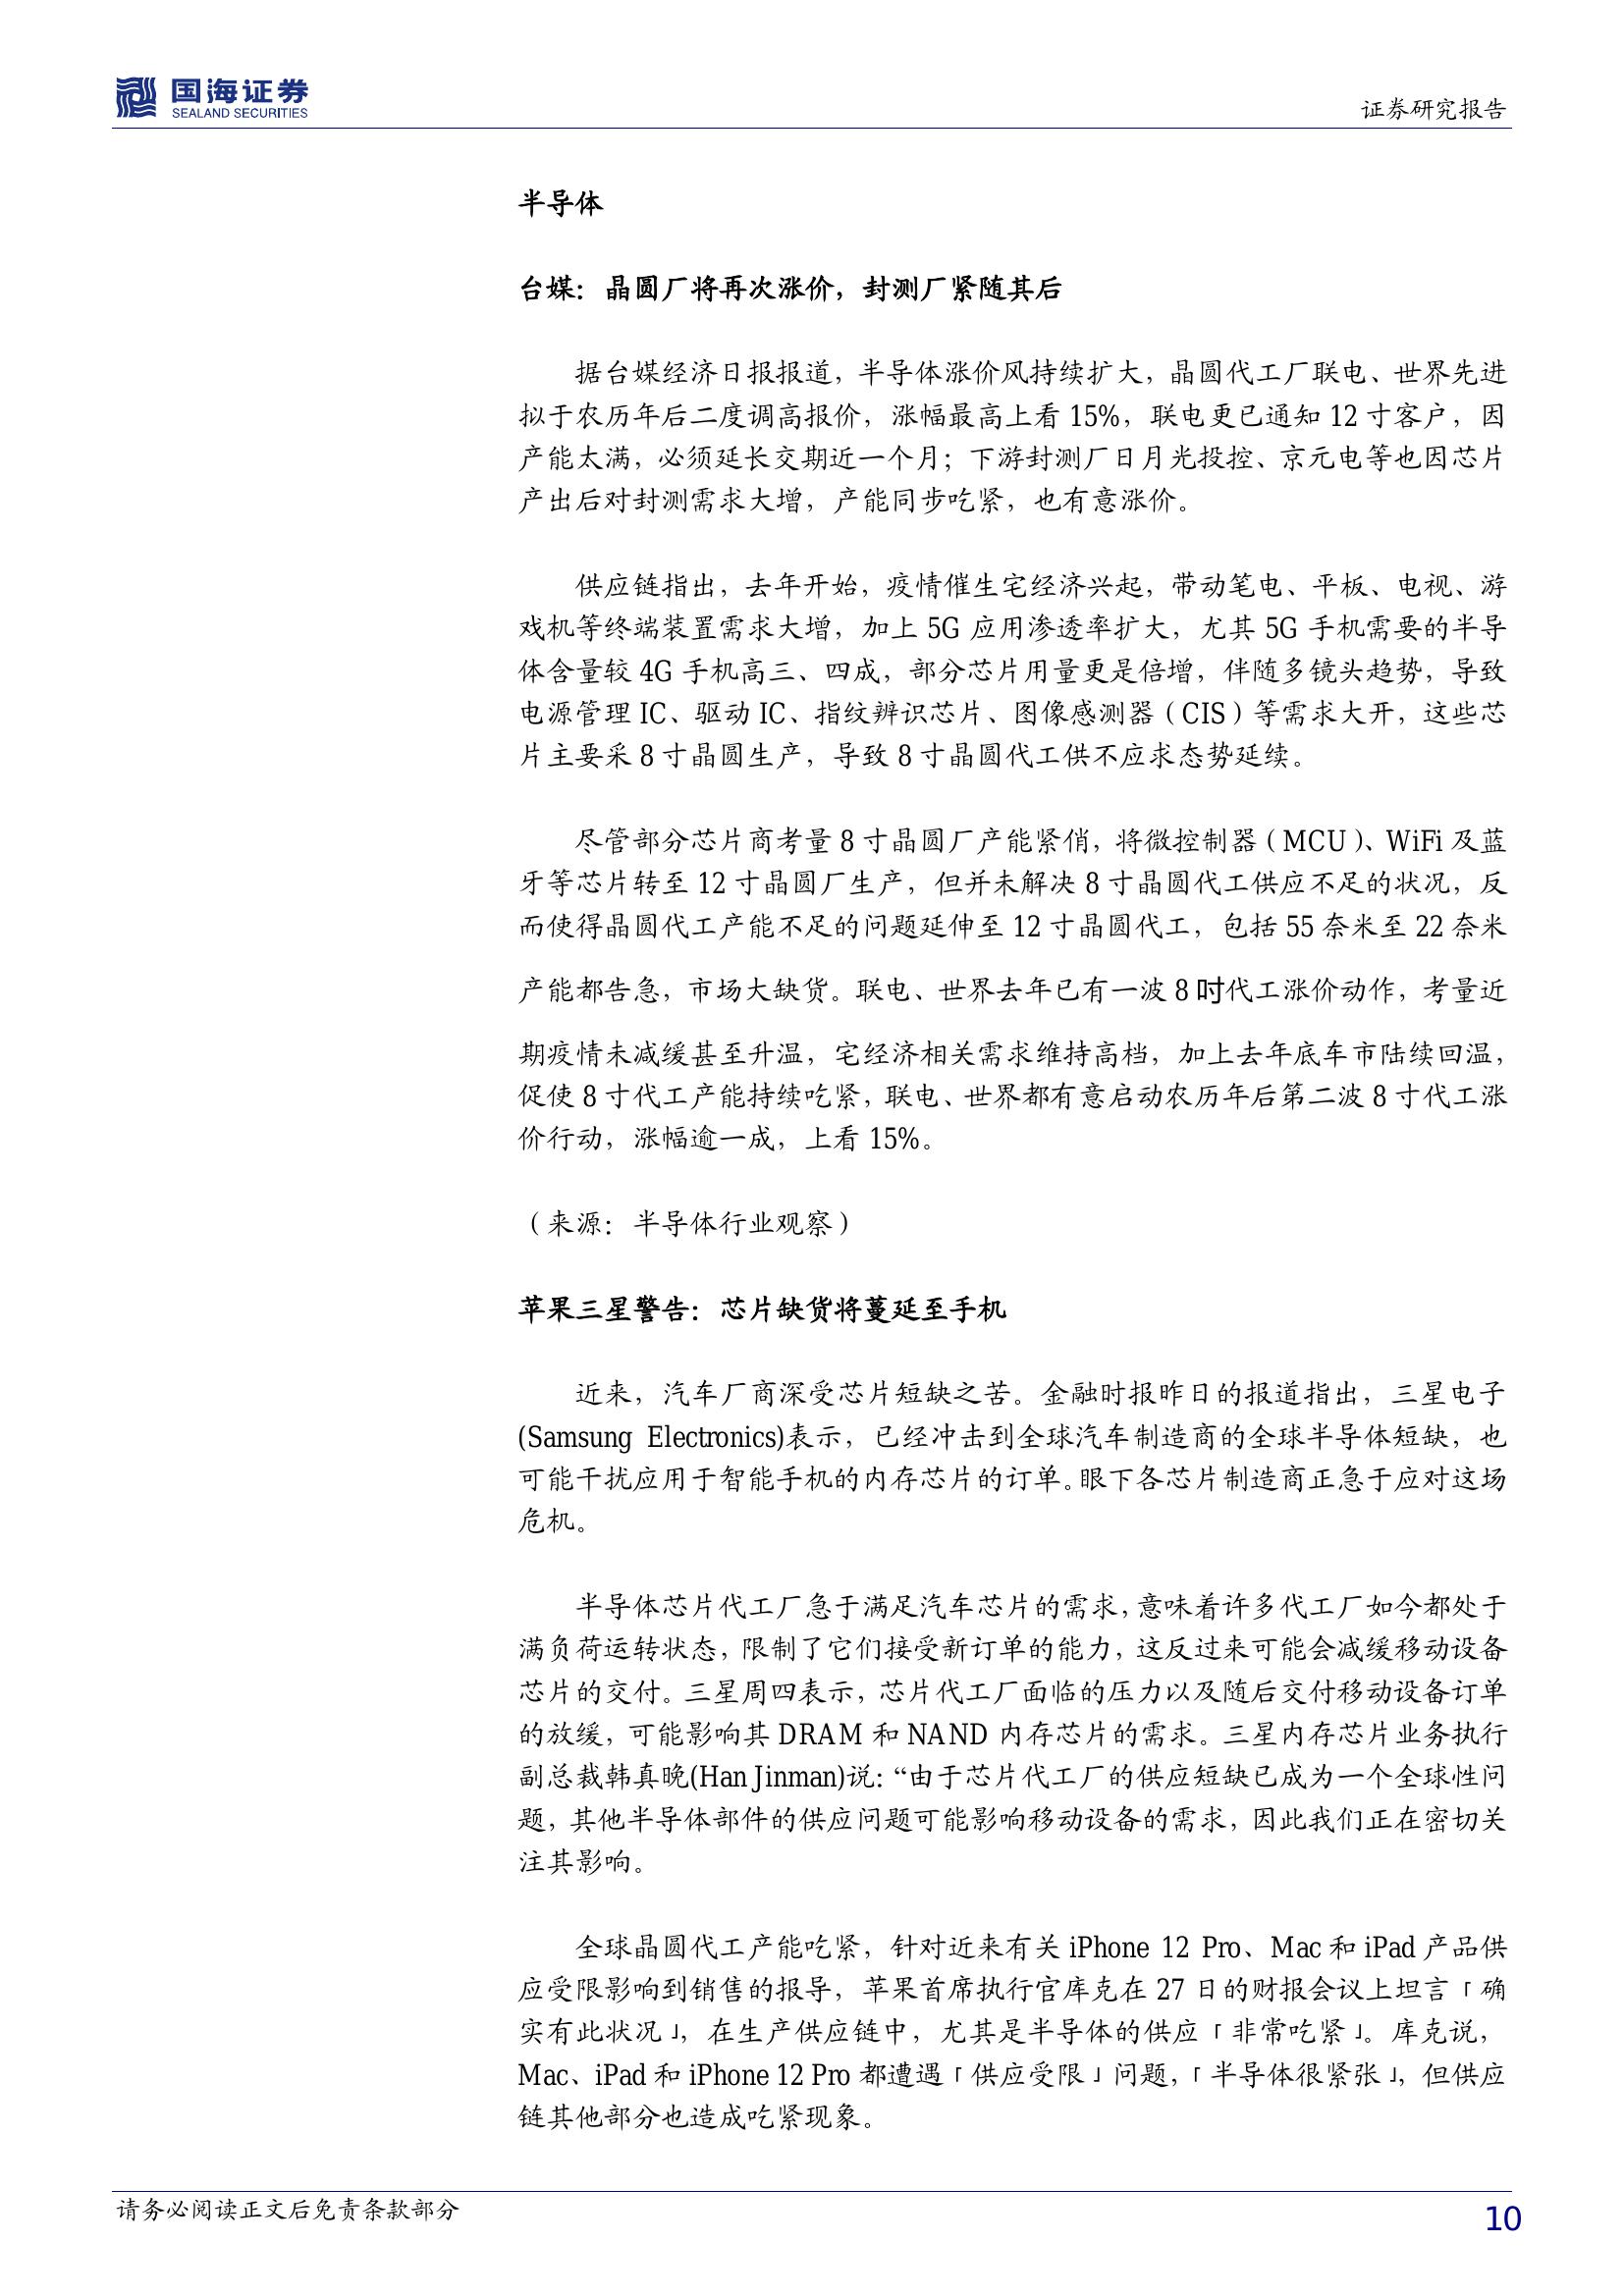 国海证券
SEALAND SECURITIES
证券研究报告
半导体
台媒：晶圆厂将再次涨价，封测厂紧随其后
据台媒经济日报报道，半导体涨价风持续扩大，晶圆代工厂联电、世界先进
拟于农历年后二度调高报价，涨幅最高上看 15%，联电更已通知 12 寸客户，因
产能太满，必须延长交期近一个月；下游封测厂日月光投控、京元电等也因芯片
产出后对封测需求大增，产能同步吃紧，也有意涨价。
供应链指出，去年开始，疫情催生宅经济兴起，带动笔电、平板、电视、游
戏机等终端装置需求大增，加上 5G 应用渗透率扩大，尤其 5G 手机需要的半导
体含量较 4G 手机高三、四成，部分芯片用量更是倍增，伴随多镜头趋势，导致
电源管理 IC、驱动 IC、指纹辨识芯片、图像感测器（CIS）等需求大开，这些芯
片主要采 8 寸晶圆生产，导致 8 寸晶圆代工供不应求态势延续。
尽管部分芯片商考量 8 寸晶圆厂产能紧俏，将微控制器（MCU）、WiFi 及蓝
牙等芯片转至 12 寸晶圆厂生产，但并未解决 8 寸晶圆代工供应不足的状况，反
而使得晶圆代工产能不足的问题延伸至 12 寸晶圆代工，包括 55 奈米至 22 奈米
产能都告急，市场大缺货。联电、世界去年已有一波 8 吋代工涨价动作，考量近
期疫情未减缓甚至升温，宅经济相关需求维持高档，加上去年底车市陆续回温，
促使 8 寸代工产能持续吃紧，联电、世界都有意启动农历年后第二波 8 寸代工涨
价行动，涨幅逾一成，上看 15%。
（来源：半导体行业观察）
苹果三星警告：芯片缺货将蔓延至手机
近来，汽车厂商深受芯片短缺之苦。金融时报昨日的报道指出，三星电子
(Samsung Electronics)表示，已经冲击到全球汽车制造商的全球半导体短缺，也
可能干扰应用于智能手机的内存芯片的订单。眼下各芯片制造商正急于应对这场
危机。
半导体芯片代工厂急于满足汽车芯片的需求，意味着许多代工厂如今都处于
满负荷运转状态，限制了它们接受新订单的能力，这反过来可能会减缓移动设备
芯片的交付。三星周四表示，芯片代工厂面临的压力以及随后交付移动设备订单
的放缓，可能影响其 DRAM 和 NAND 内存芯片的需求。三星内存芯片业务执行
副总裁韩真晚(Han Jinman)说：“由于芯片代工厂的供应短缺已成为一个全球性问
题，其他半导体部件的供应问题可能影响移动设备的需求，因此我们正在密切关
注其影响。
全球晶圆代工产能吃紧，针对近来有关 iPhone 12 Pro、Mac 和 iPad 产品供
应受限影响到销售的报导，苹果首席执行官库克在 27 日的财报会议上坦言「确
实有此状况」，在生产供应链中，尤其是半导体的供应「非常吃紧」。库克说，
Mac、iPad 和 iPhone 12 Pro 都遭遇「供应受限」问题，「半导体很紧张」，但供应
链其他部分也造成吃紧现象。
请务必阅读正文后免责条款部分
10